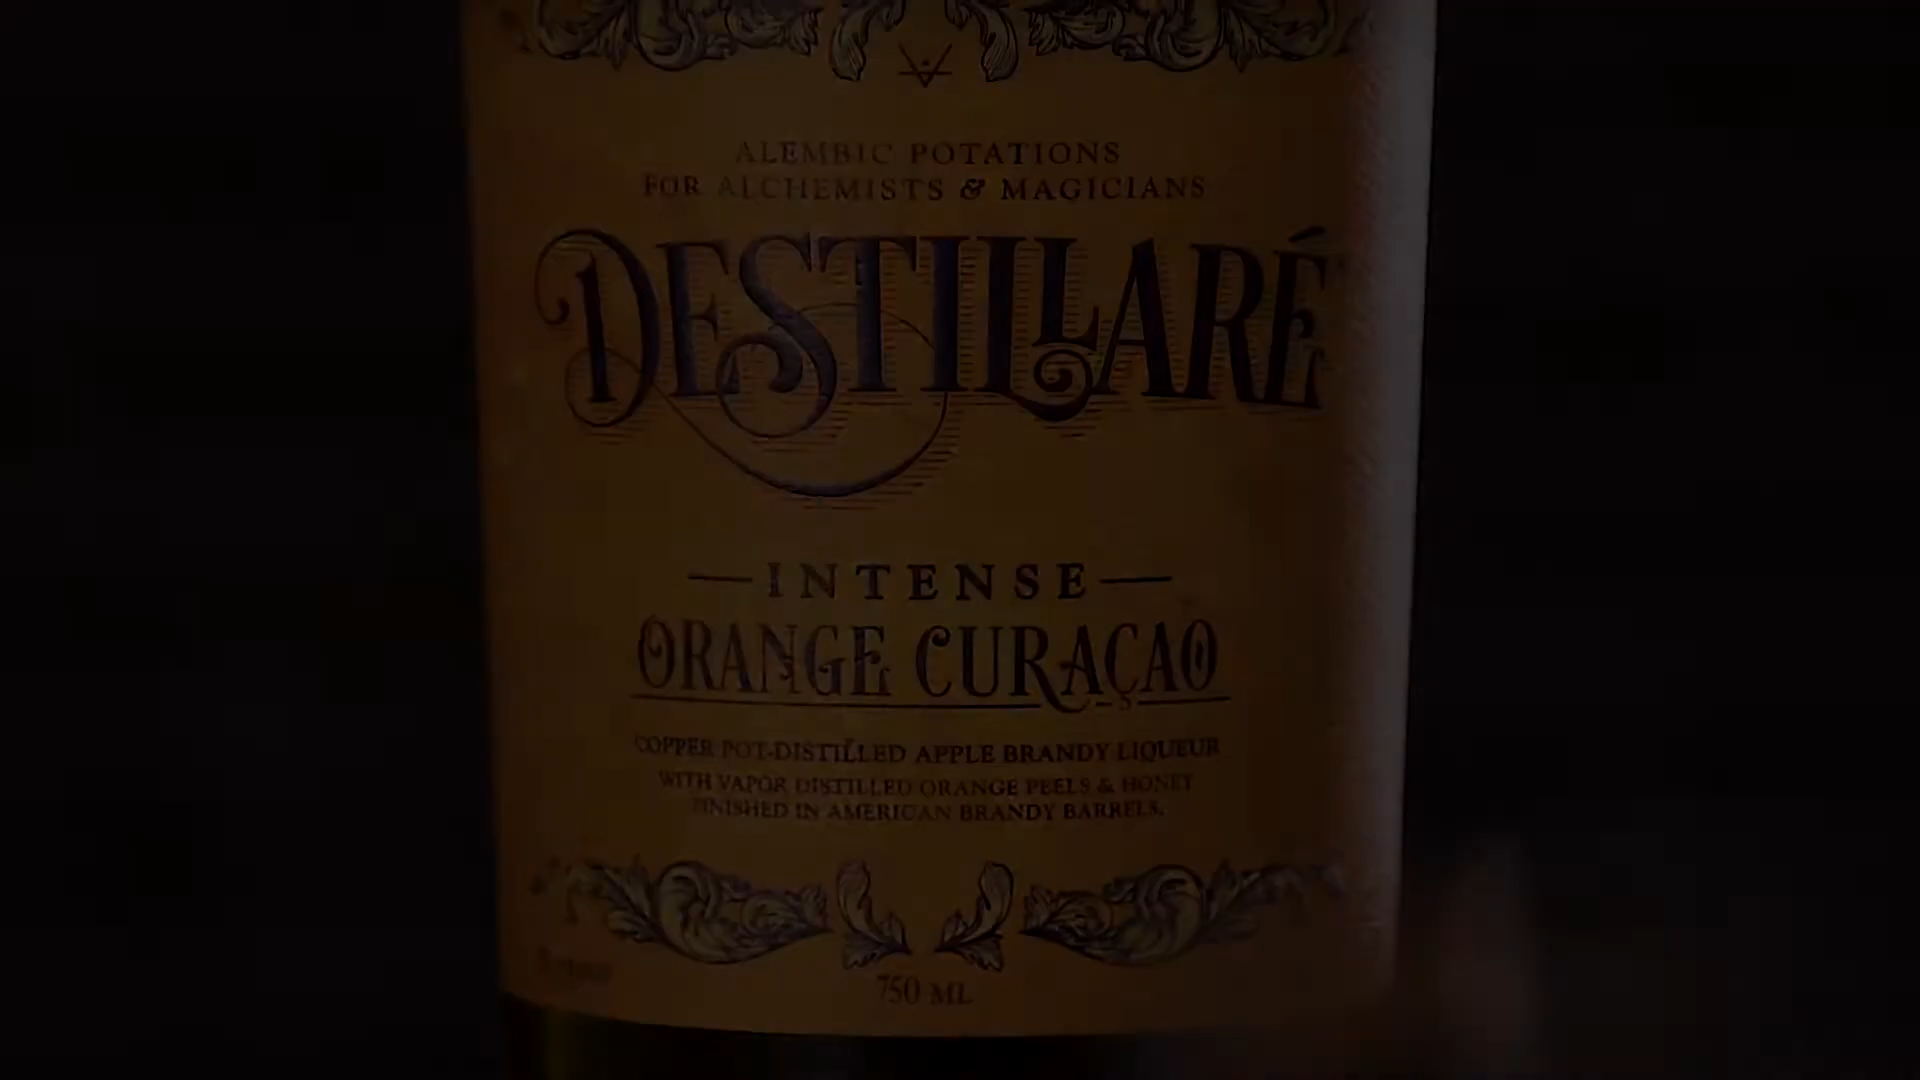 ALEMBIC POTATIONS
FOR ALCHEMISTS & MAGICIANS
DESTILLARÉ
INTENSE
ORANGE CURAÇAO
COPPER POT-DISTILLED APPLE BRANDY LIQUEUR
WITH VAPOR DISTILLED ORANGE PEELS & HONEY
FINISHED IN AMERICAN BRANDY BARRELS.
750 ML